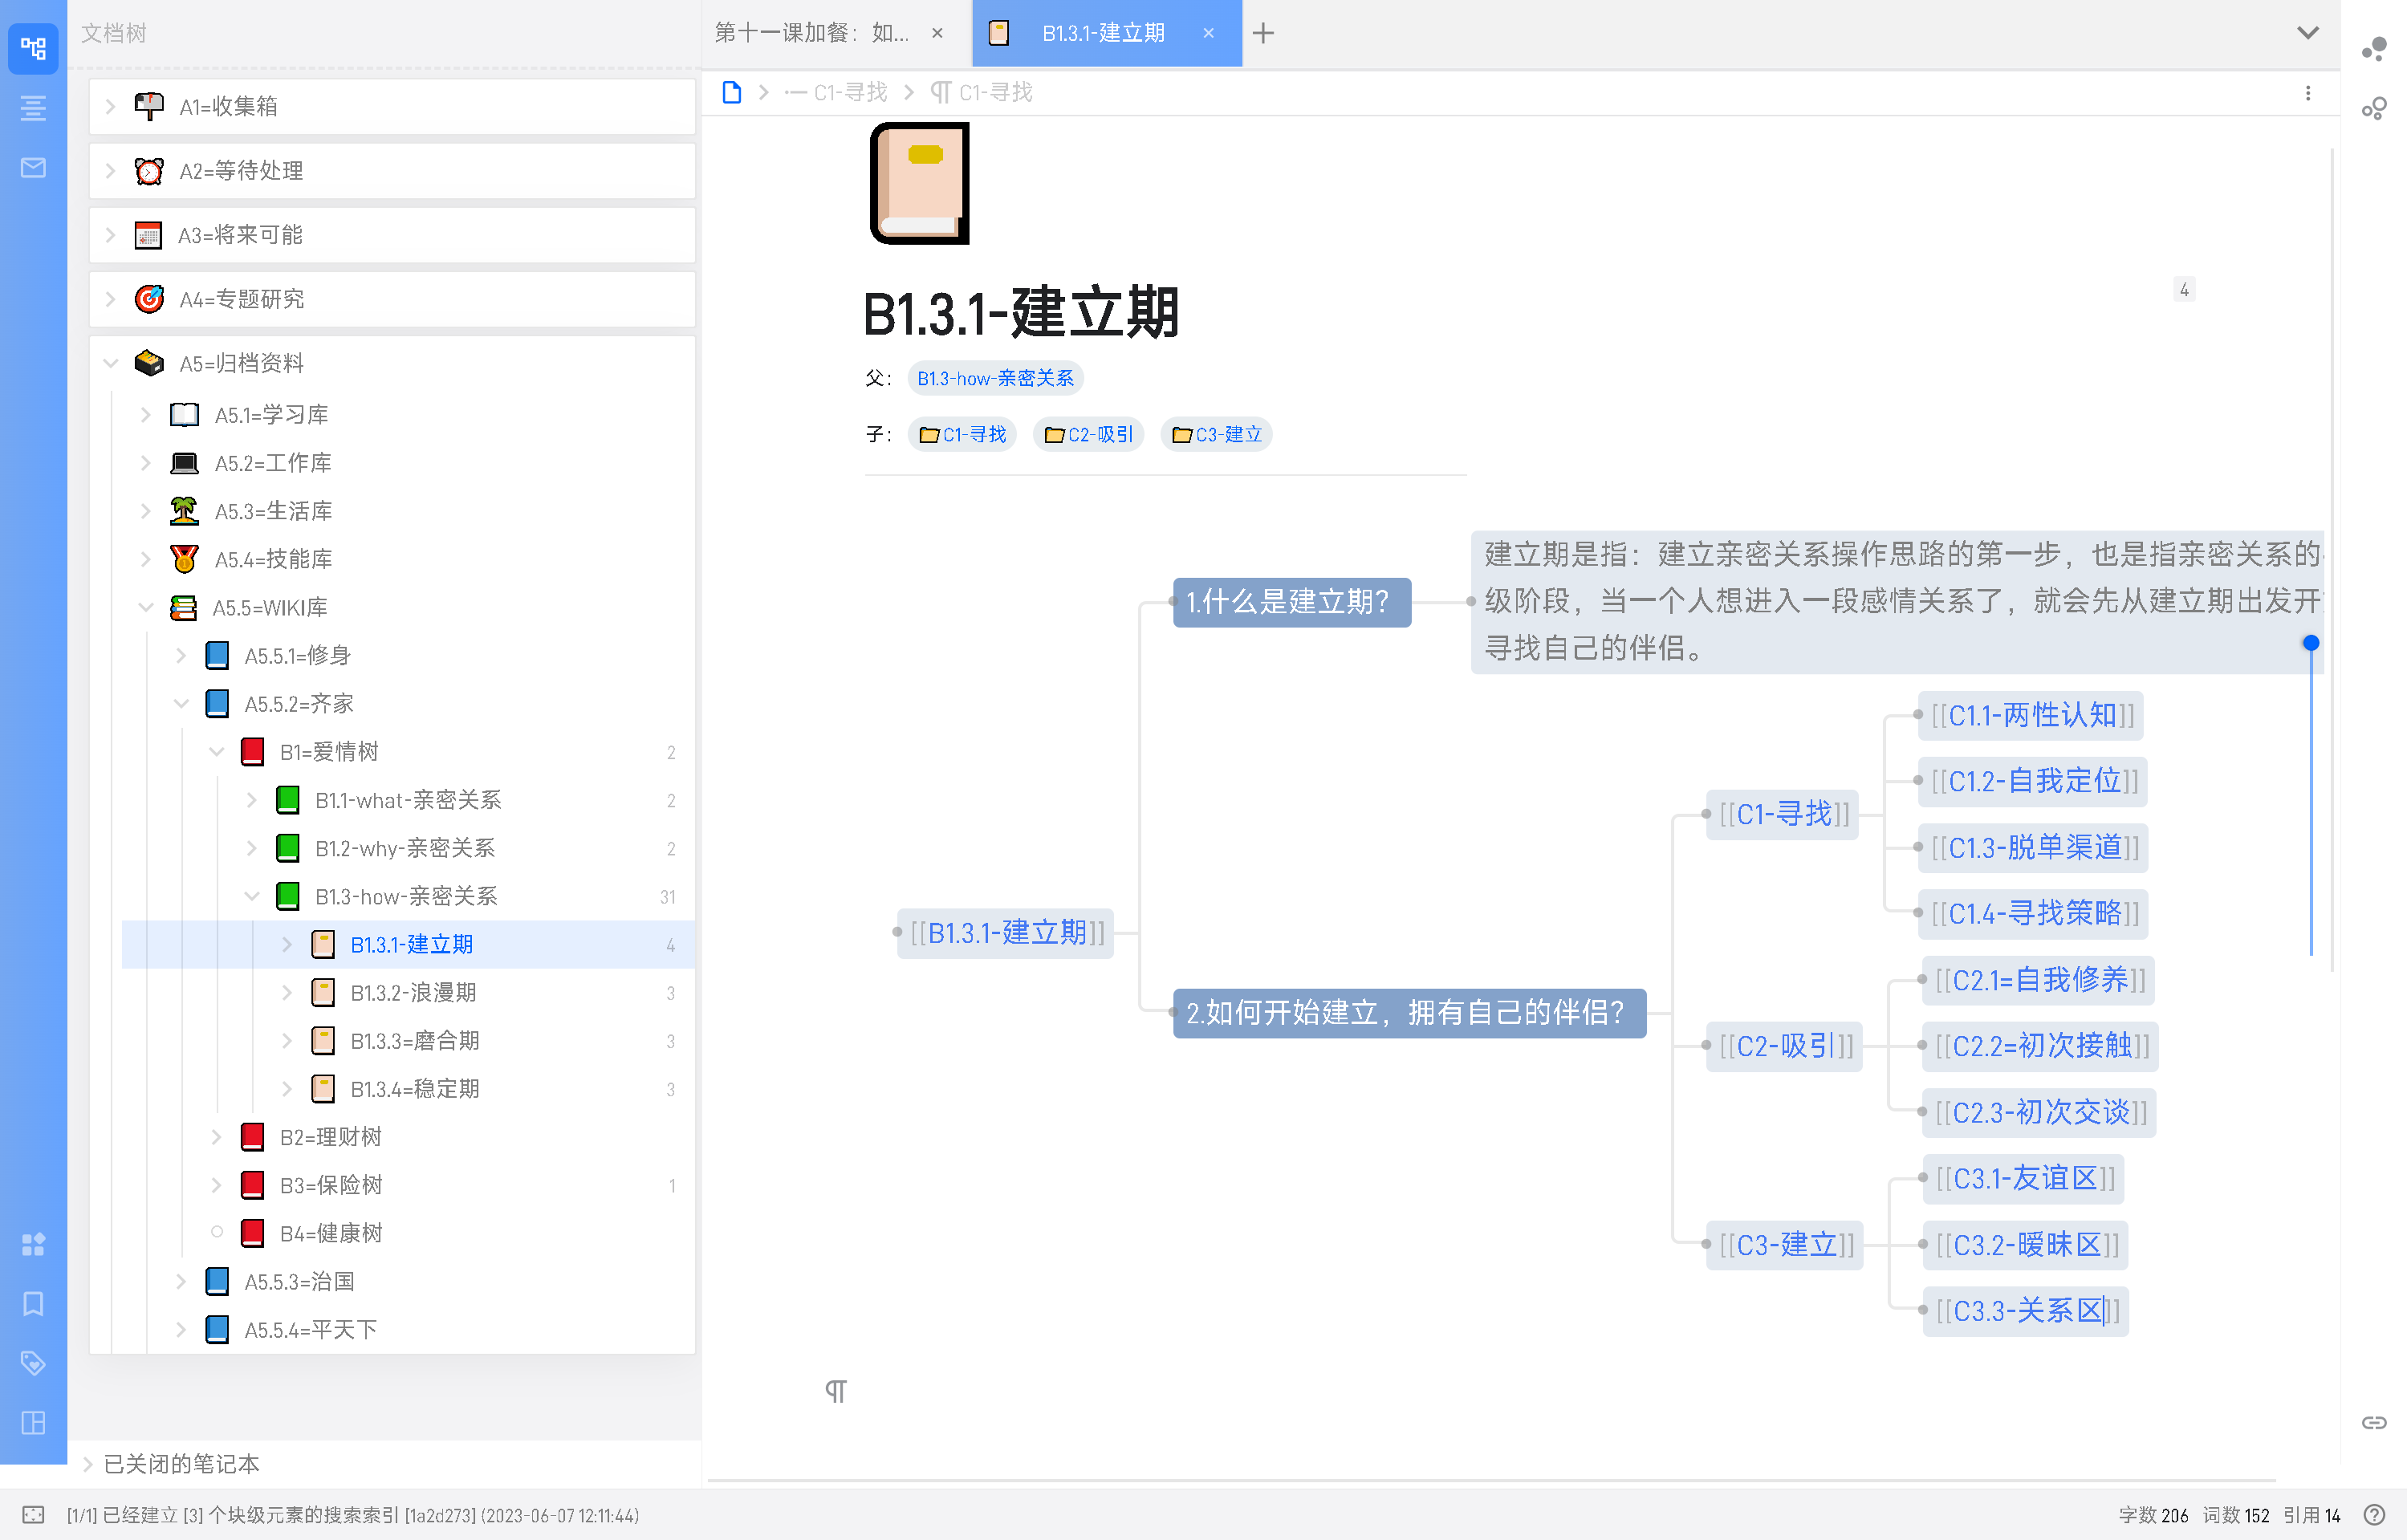 文档树
A1=收集箱
A2=等待处理
A3=将来可能
A4=专题研究
A5=归档资料
A5.1=学习库
A5.2=工作库
A5.3=生活库
A5.4=技能库
A5.5=WIKI库
A5.5.1=修身
A5.5.2=齐家
B1=爱情树 2
B1.1-what-亲密关系 2
B1.2-why-亲密关系 2
B1.3-how-亲密关系 31
B1.3.1-建立期 4
B1.3.2-浪漫期 3
B1.3.3=磨合期 3
B1.3.4=稳定期 3
B2=理财树
B3=保险树 1
B4=健康树
A5.5.3=治国
A5.5.4=平天下
已关闭的笔记本
第十一课加餐：如...
B1.3.1-建立期
C1-寻找 C1-寻找
B1.3.1-建立期
4
父： B1.3-how-亲密关系
子： C1-寻找 C2-吸引 C3-建立
[[B1.3.1-建立期]]
1.什么是建立期？
建立期是指：建立亲密关系操作思路的第一步，也是指亲密关系的
级阶段，当一个人想进入一段感情关系了，就会先从建立期出发开
寻找自己的伴侣。
2.如何开始建立，拥有自己的伴侣？
[[C1-寻找]]
[[C1.1-两性认知]]
[[C1.2-自我定位]]
[[C1.3-脱单渠道]]
[[C1.4-寻找策略]]
[[C2-吸引]]
[[C2.1=自我修养]]
[[C2.2=初次接触]]
[[C2.3-初次交谈]]
[[C3-建立]]
[[C3.1-友谊区]]
[[C3.2-暧昧区]]
[[C3.3-关系区]]
[1/1] 已经建立 [3] 个块级元素的搜索索引 [1a2d273] (2023-06-07 12:11:44)
字数 206 词数 152 引用 14